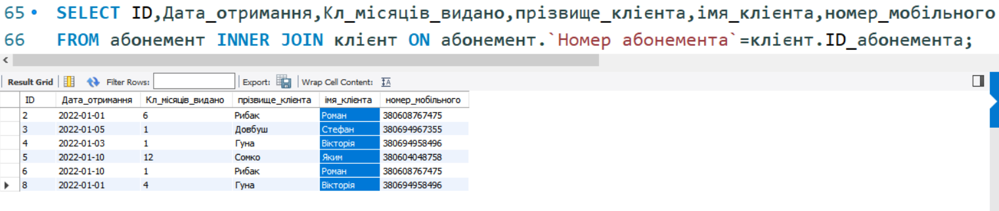 65 SELECT ID,Дата_отримання,Кл_місяців_видано,прізвище_клієнта,імя_клієнта,номер_мобільного
66 FROM абонемент INNER JOIN клієнт ON абонемент.`Номер абонемента`=клієнт.ID_абонемента;
Result Grid Filter Rows: Export: Wrap Cell Content: IA
ID Дата_отримання Кл_місяців_видано прізвище_клієнта імя_клієнта номер_мобільного
2 2022-01-01 6 Рибак Роман 380608767475
3 2022-01-05 1 Довбуш Стефан 380694967355
4 2022-01-03 1 Гуна Вікторія 380694958496
5 2022-01-10 12 Сомко Яким 380604048758
6 2022-01-10 1 Рибак Роман 380608767475
8 2022-01-01 4 Гуна Вікторія 380694958496